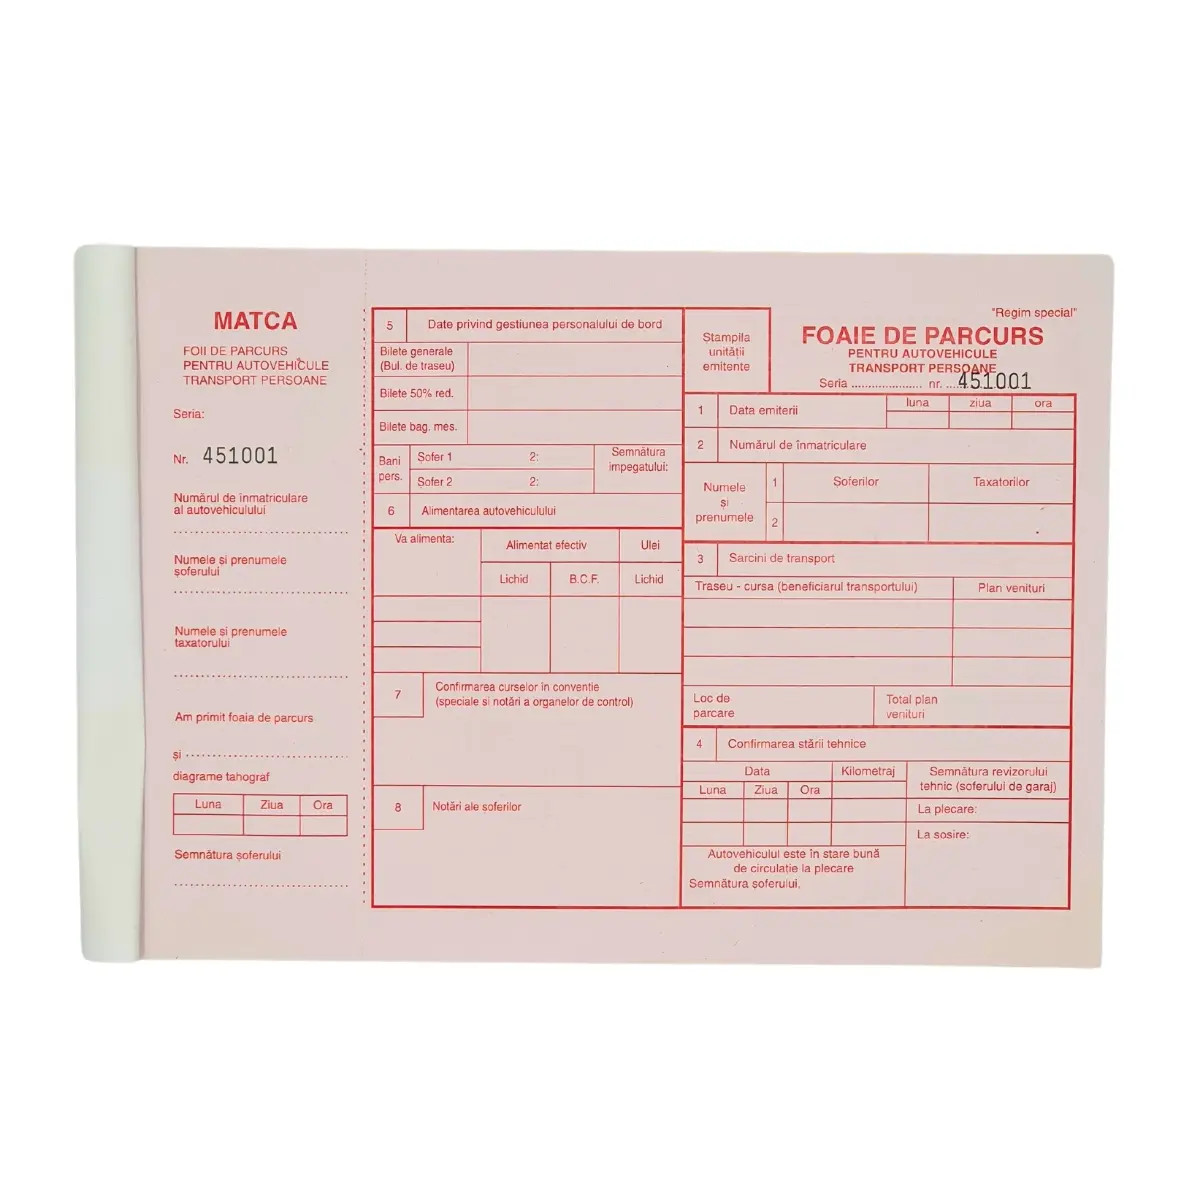 MATCA
FOII DE PARCURS
PENTRU AUTOVEHICULE
TRANSPORT PERSOANE
Seria:
Nr. 451001
Numărul de înmatriculare
al autovehiculului
Numele și prenumele
șoferului
Numele și prenumele
taxatorului
Am primit foaia de parcurs
și
diagrame tahograf
Luna Ziua Ora
Semnătura șoferului
5 Date privind gestiunea personalului de bord
Bilete generale
(Bul. de traseu)
Bilete 50% red.
Bilete bag. mes.
Bani
pers.
Șofer 1 2:
Șofer 2 2:
Semnătura
impegatului:
6 Alimentarea autovehiculului
Va alimenta:
Alimentat efectiv
Ulei
Lichid B.C.F. Lichid
7 Confirmarea curselor în convenție
(speciale si notări a organelor de control)
8 Notări ale șoferilor
Ștampila
unității
emitente
"Regim special"
FOAIE DE PARCURS
PENTRU AUTOVEHICULE
TRANSPORT PERSOANE
Seria ..................... nr. ....451001
1 Data emiterii luna ziua ora
2 Numărul de înmatriculare
Numele
și
prenumele
1 Șoferilor Taxatorilor
2
3 Sarcini de transport
Traseu - cursa (beneficiarul transportului) Plan venituri
Loc de
parcare
Total plan
venituri
4 Confirmarea stării tehnice
Data Kilometraj
Luna Ziua Ora
Semnătura revizorului
tehnic (soferului de garaj)
La plecare:
La sosire:
Autovehiculul este în stare bună
de circulație la plecare
Semnătura șoferului,